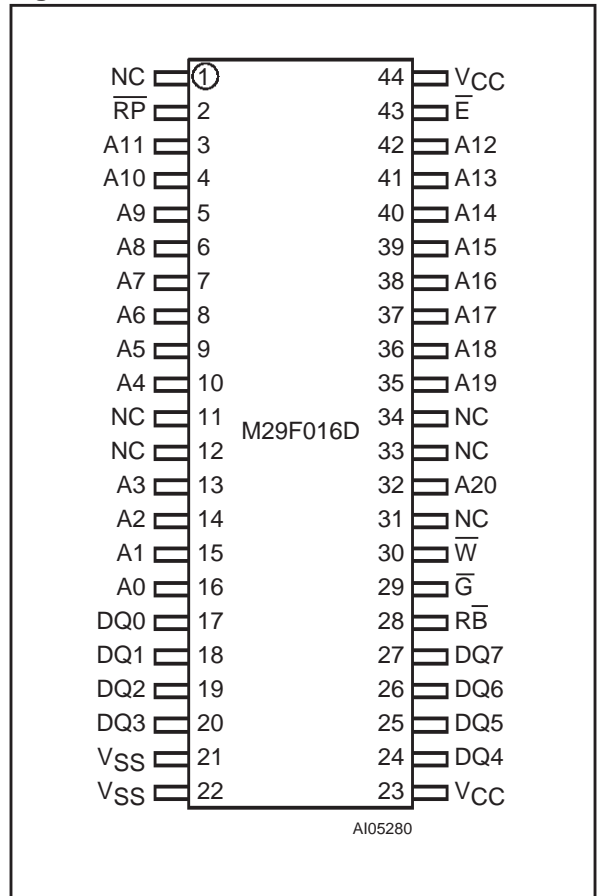 NC 1 44 VCC
R̅P̅ 2 43 E̅
A11 3 42 A12
A10 4 41 A13
A9 5 40 A14
A8 6 39 A15
A7 7 38 A16
A6 8 37 A17
A5 9 36 A18
A4 10 35 A19
NC 11 34 NC
M29F016D
NC 12 33 NC
A3 13 32 A20
A2 14 31 NC
A1 15 30 W̅
A0 16 29 G̅
DQ0 17 28 RB̅
DQ1 18 27 DQ7
DQ2 19 26 DQ6
DQ3 20 25 DQ5
VSS 21 24 DQ4
VSS 22 23 VCC
AI05280